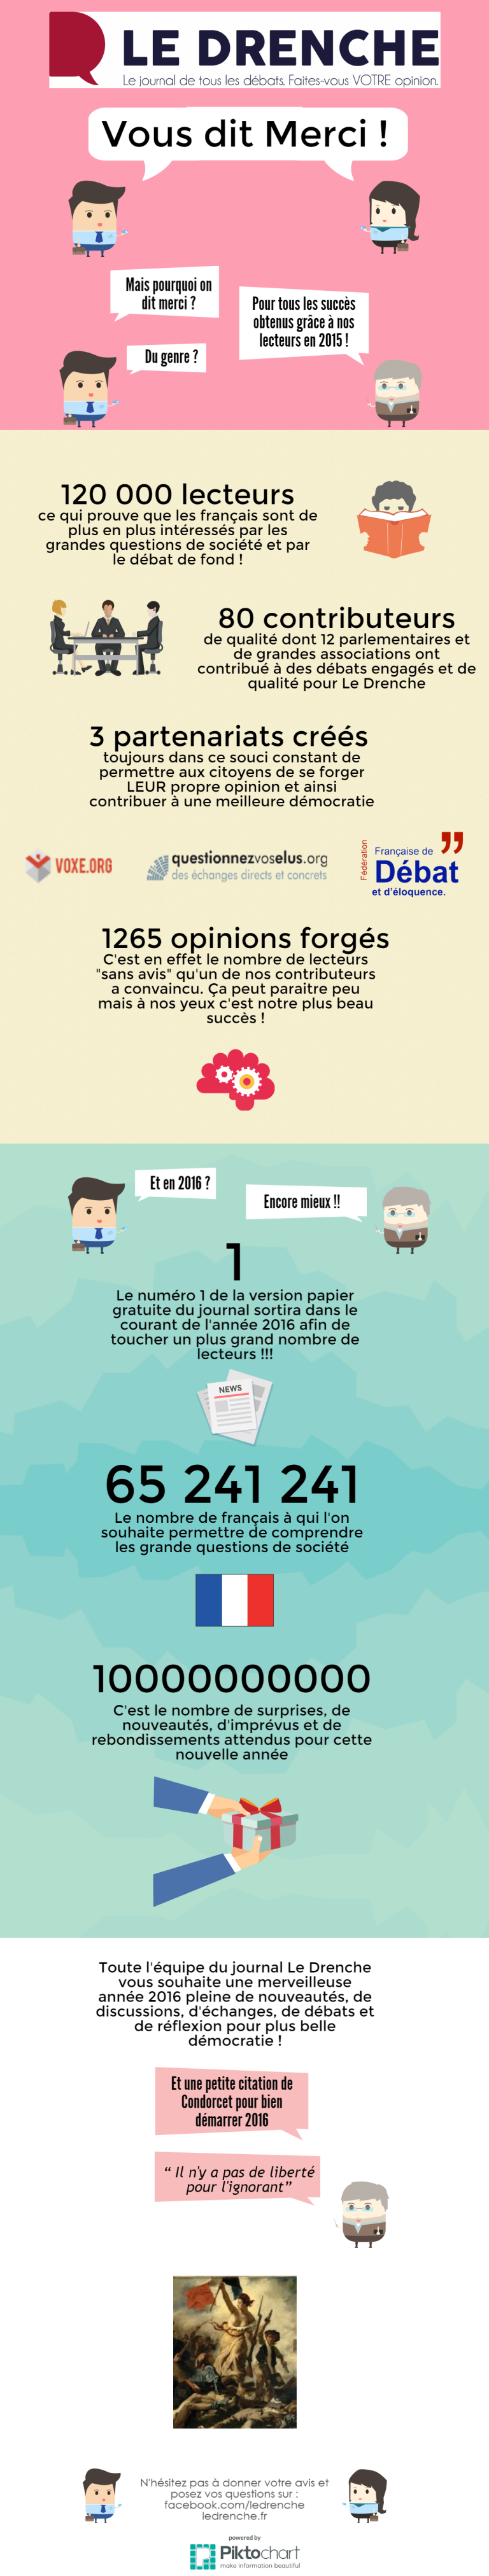 LE DRENCHE
Le journal de tous les débats. Faites-vous VOTRE opinion.
Vous dit Merci !
Mais pourquoi on
dit merci ?
Pour tous les succès
obtenus grâce à nos
lecteurs en 2015 !
Du genre ?
120 000 lecteurs
ce qui prouve que les français sont de
plus en plus intéressés par les
grandes questions de société et par
le débat de fond !
80 contributeurs
de qualité dont 12 parlementaires et
de grandes associations ont
contribué à des débats engagés et de
qualité pour Le Drenche
3 partenariats créés
toujours dans ce souci constant de
permettre aux citoyens de se forger
LEUR propre opinion et ainsi
contribuer à une meilleure démocratie
VOXE.ORG
questionnezvoselus.org
des échanges directs et concrets
Fédération
Française de
Débat
et d'éloquence.
1265 opinions forgés
C'est en effet le nombre de lecteurs
"sans avis" qu'un de nos contributeurs
a convaincu. Ça peut paraitre peu
mais à nos yeux c'est notre plus beau
succès !
Et en 2016 ?
Encore mieux !!
1
Le numéro 1 de la version papier
gratuite du journal sortira dans le
courant de l'année 2016 afin de
toucher un plus grand nombre de
lecteurs !!!
NEWS
65 241 241
Le nombre de français à qui l'on
souhaite permettre de comprendre
les grande questions de société
10000000000
C'est le nombre de surprises, de
nouveautés, d'imprévus et de
rebondissements attendus pour cette
nouvelle année
Toute l'équipe du journal Le Drenche
vous souhaite une merveilleuse
année 2016 pleine de nouveautés, de
discussions, d'échanges, de débats et
de réflexion pour plus belle
démocratie !
Et une petite citation de
Condorcet pour bien
démarrer 2016
“ Il n'y a pas de liberté
pour l'ignorant”
N'hésitez pas à donner votre avis et
posez vos questions sur :
facebook.com/ledrenche
ledrenche.fr
powered by
Piktochart
make information beautiful